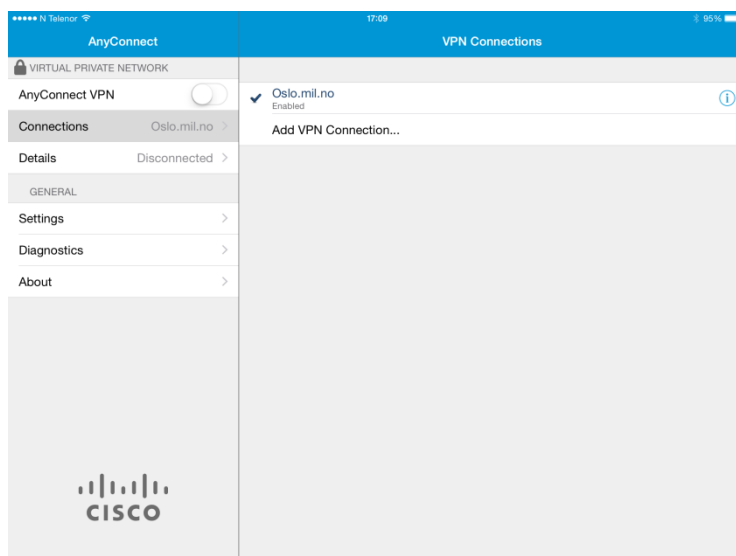 N Telenor
17:09
95%
AnyConnect
VPN Connections
VIRTUAL PRIVATE NETWORK
AnyConnect VPN
Connections Oslo.mil.no
Details Disconnected
GENERAL
Settings
Diagnostics
About
CISCO
Oslo.mil.no
Enabled
Add VPN Connection...